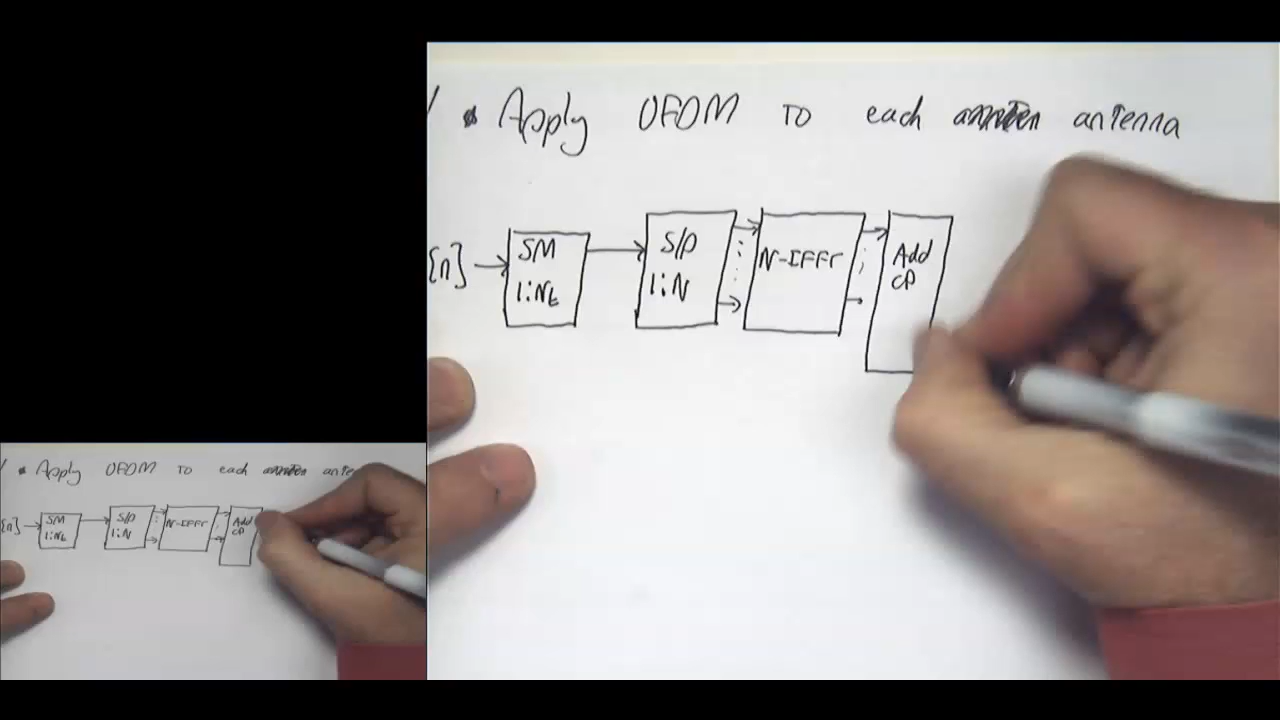 Apply OFDM to each antenna
[n] SM S/P N-IFFT Add
1:Nt 1:N CP